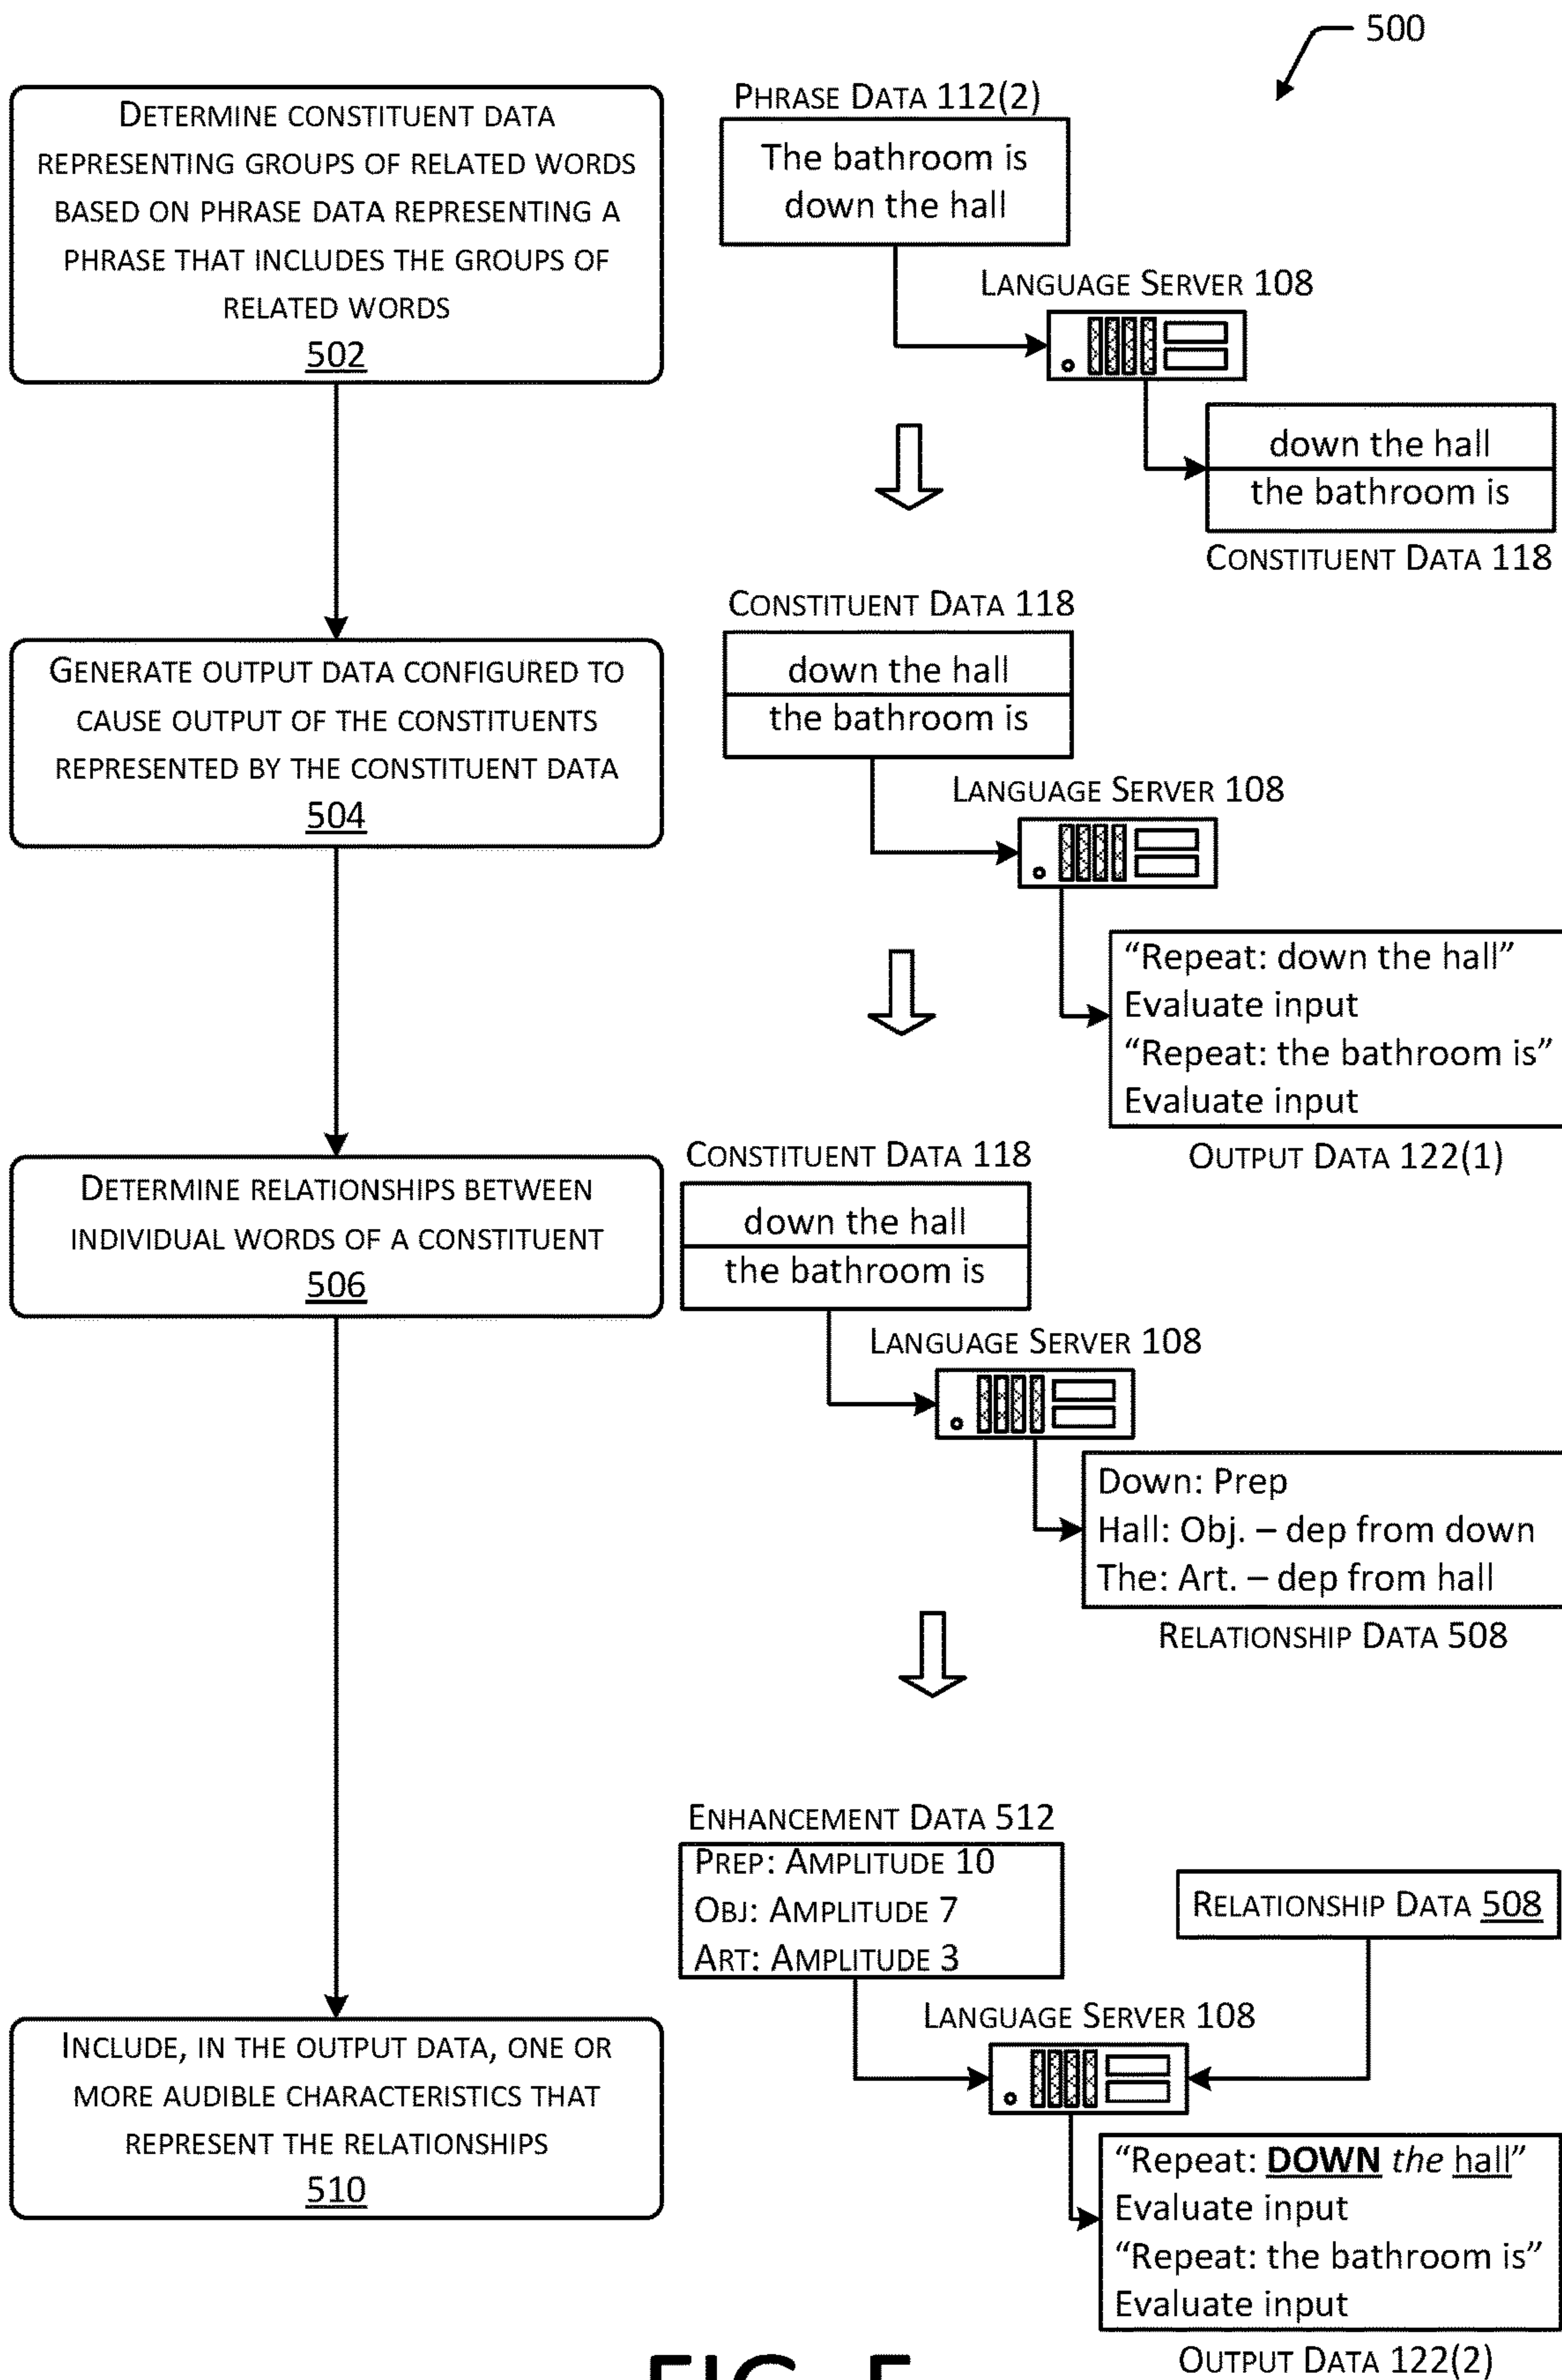 500
DETERMINE CONSTITUENT DATA
REPRESENTING GROUPS OF RELATED WORDS
BASED ON PHRASE DATA REPRESENTING A
PHRASE THAT INCLUDES THE GROUPS OF
RELATED WORDS
502
PHRASE DATA 112(2)
The bathroom is
down the hall
LANGUAGE SERVER 108
down the hall
the bathroom is
CONSTITUENT DATA 118
GENERATE OUTPUT DATA CONFIGURED TO
CAUSE OUTPUT OF THE CONSTITUENTS
REPRESENTED BY THE CONSTITUENT DATA
504
CONSTITUENT DATA 118
down the hall
the bathroom is
LANGUAGE SERVER 108
“Repeat: down the hall”
Evaluate input
“Repeat: the bathroom is”
Evaluate input
OUTPUT DATA 122(1)
DETERMINE RELATIONSHIPS BETWEEN
INDIVIDUAL WORDS OF A CONSTITUENT
506
CONSTITUENT DATA 118
down the hall
the bathroom is
LANGUAGE SERVER 108
Down: Prep
Hall: Obj. – dep from down
The: Art. – dep from hall
RELATIONSHIP DATA 508
INCLUDE, IN THE OUTPUT DATA, ONE OR
MORE AUDIBLE CHARACTERISTICS THAT
REPRESENT THE RELATIONSHIPS
510
ENHANCEMENT DATA 512
PREP: AMPLITUDE 10
OBJ: AMPLITUDE 7
ART: AMPLITUDE 3
RELATIONSHIP DATA 508
LANGUAGE SERVER 108
“Repeat: DOWN the hall”
Evaluate input
“Repeat: the bathroom is”
Evaluate input
OUTPUT DATA 122(2)